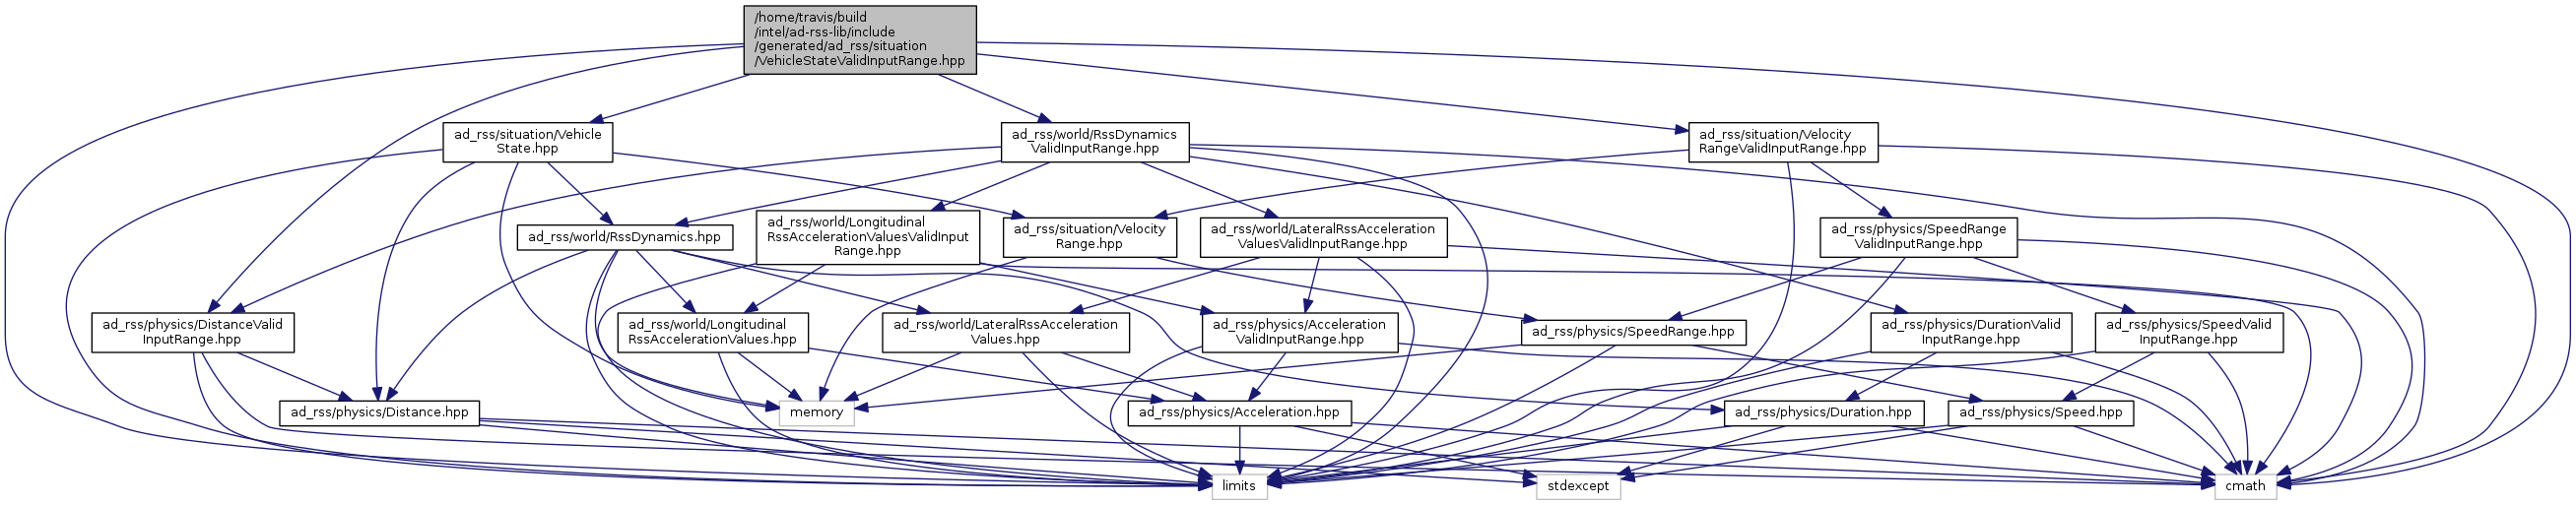 /home/travis/build
/intel/ad-rss-lib/include
/generated/ad_rss/situation
/VehicleStateValidInputRange.hpp
ad_rss/situation/Vehicle
State.hpp
ad_rss/world/RssDynamics
ValidInputRange.hpp
ad_rss/situation/Velocity
RangeValidInputRange.hpp
ad_rss/world/RssDynamics.hpp
ad_rss/world/Longitudinal
RssAccelerationValuesValidInput
Range.hpp
ad_rss/situation/Velocity
Range.hpp
ad_rss/world/LateralRssAcceleration
ValuesValidInputRange.hpp
ad_rss/physics/SpeedRange
ValidInputRange.hpp
ad_rss/physics/DistanceValid
InputRange.hpp
ad_rss/world/Longitudinal
RssAccelerationValues.hpp
ad_rss/world/LateralRssAcceleration
Values.hpp
ad_rss/physics/Acceleration
ValidInputRange.hpp
ad_rss/physics/SpeedRange.hpp
ad_rss/physics/DurationValid
InputRange.hpp
ad_rss/physics/SpeedValid
InputRange.hpp
ad_rss/physics/Distance.hpp
memory
ad_rss/physics/Acceleration.hpp
ad_rss/physics/Duration.hpp
ad_rss/physics/Speed.hpp
limits
stdexcept
cmath